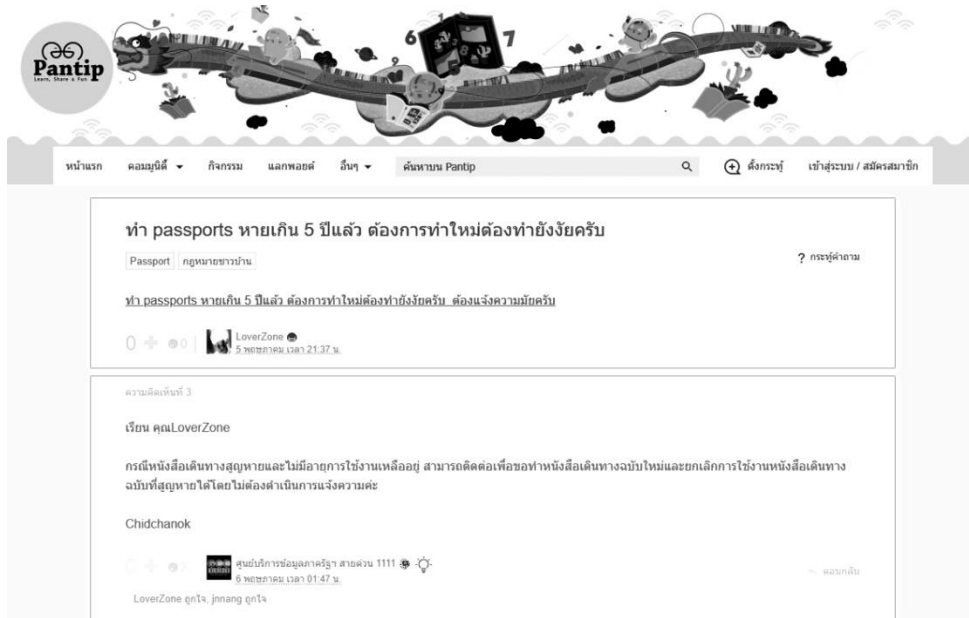 Pantip
Learn, Share & Fun
6
7
9
8
หน้าแรก คอมมูนิตี้ กิจกรรม แลกพอยต์ อื่นๆ ค้นหาบน Pantip ตั้งกระทู้ เข้าสู่ระบบ / สมัครสมาชิก
ทำ passports หายเกิน 5 ปีแล้ว ต้องการทำใหม่ต้องทำยังงัยครับ
Passport กฎหมายชาวบ้าน
? กระทู้คำถาม
ทำ passports หายเกิน 5 ปีแล้ว ต้องการทำใหม่ต้องทำยังงัยครับ ต้องแจ้งความมัยครับ
0 0 LoverZone
5 พฤษภาคม เวลา 21:37 น.
ความคิดเห็นที่ 3
เรียน คุณLoverZone
กรณีหนังสือเดินทางสูญหายและไม่มีอายุการใช้งานเหลืออยู่ สามารถติดต่อเพื่อขอทำหนังสือเดินทางฉบับใหม่และยกเลิกการใช้งานหนังสือเดินทาง
ฉบับที่สูญหายได้โดยไม่ต้องดำเนินการแจ้งความค่ะ
Chidchanok
0 2 ศูนย์บริการข้อมูลภาครัฐฯ สายด่วน 1111
6 พฤษภาคม เวลา 01:47 น.
ตอบกลับ
LoverZone ถูกใจ, jnnang ถูกใจ